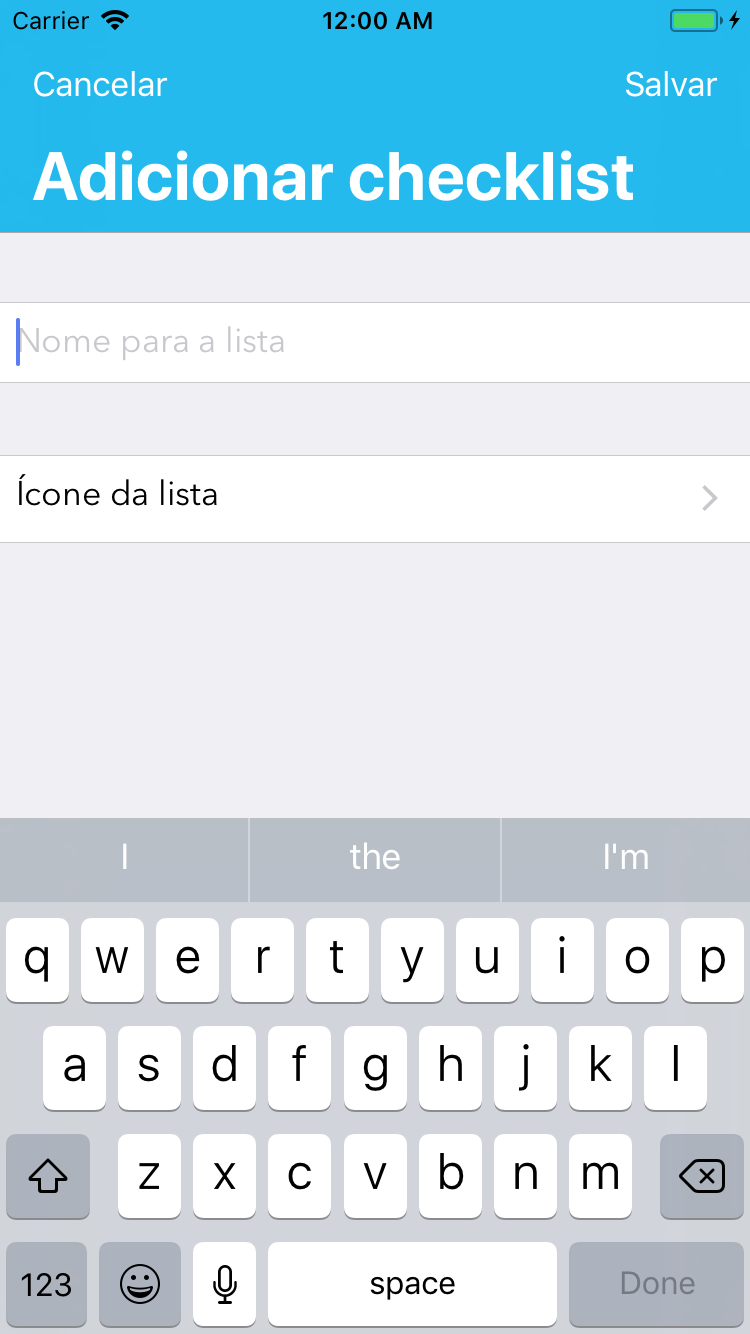 Carrier 12:00 AM
Cancelar Salvar
Adicionar checklist
Nome para a lista
Ícone da lista
I the I'm
q w e r t y u i o p
a s d f g h j k l
z x c v b n m
123 space Done